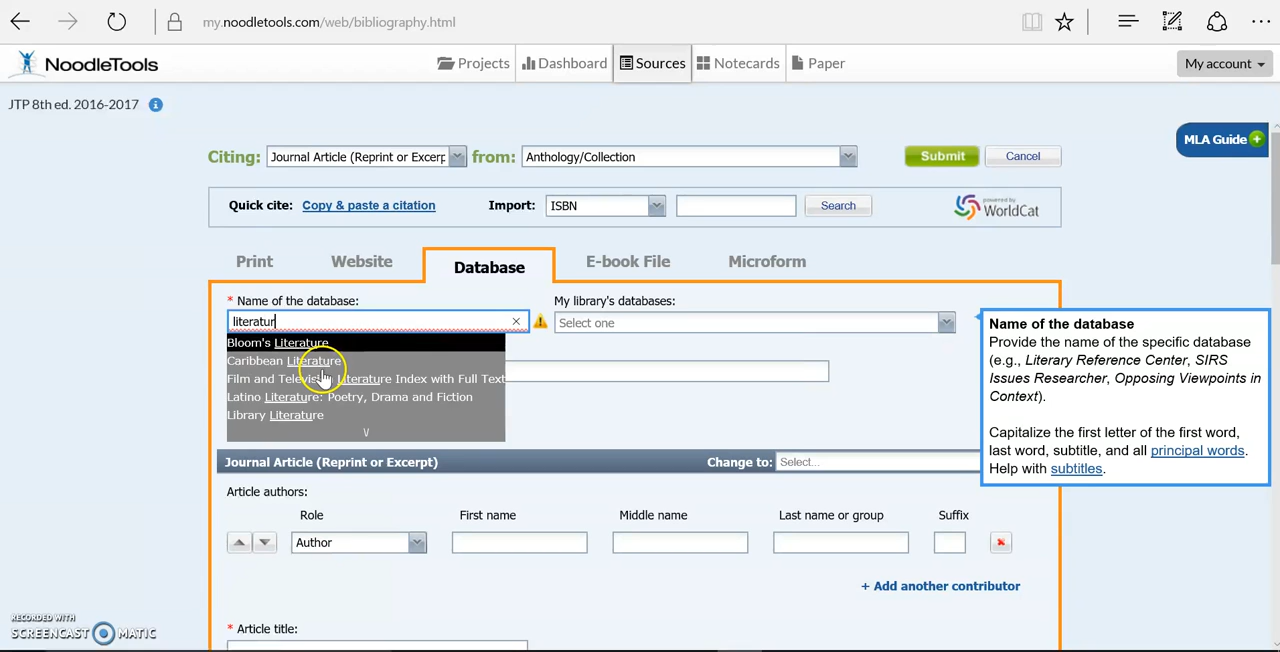 my.noodletools.com/web/bibliography.html
NoodleTools
Projects
Dashboard
Sources
Notecards
Paper
My account
JTP 8th ed. 2016-2017
MLA Guide
Citing: Journal Article (Reprint or Excerp from: Anthology/Collection Submit Cancel
Quick cite: Copy & paste a citation Import: ISBN Search powered by WorldCat
Print Website Database E-book File Microform
* Name of the database: My library's databases:
literatur × Select one
Bloom's Literature
Caribbean Literature
Film and Televis Literature Index with Full Text
Latino Literature: Poetry, Drama and Fiction
Library Literature
V
Name of the database
Provide the name of the specific database
(e.g., Literary Reference Center, SIRS
Issues Researcher, Opposing Viewpoints in
Context).
Capitalize the first letter of the first word,
last word, subtitle, and all principal words.
Help with subtitles.
Journal Article (Reprint or Excerpt) Change to: Select...
Article authors:
Role First name Middle name Last name or group Suffix
Author
+ Add another contributor
* Article title:
RECORDED WITH
SCREENCAST MATIC